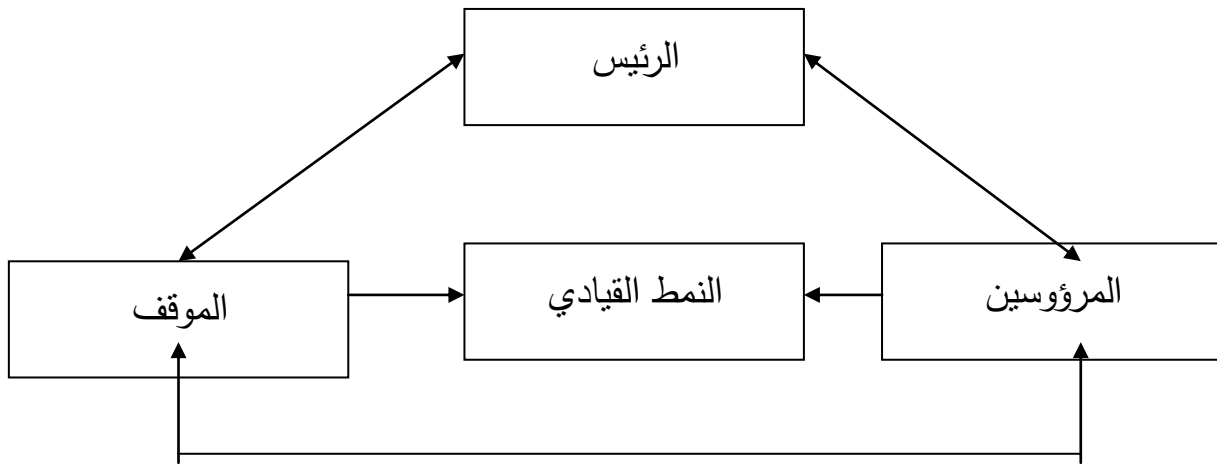 الرئيس
المرؤوسين
النمط القيادي
الموقف